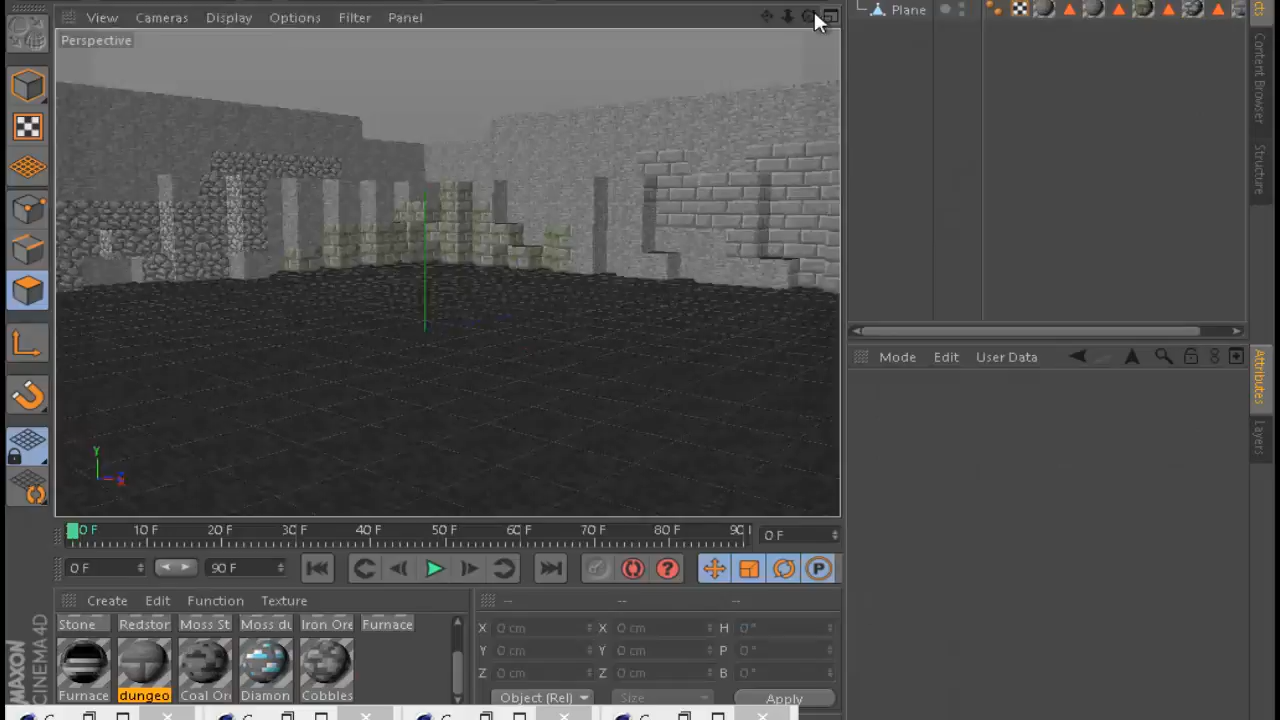 View Cameras Display Options Filter Panel
Plane
Perspective
Content Browser
Structure
Mode Edit User Data
Attributes
Layers
Y
0 F 10 F 20 F 30 F 40 F 50 F 60 F 70 F 80 F 90 0 F
0 F 90 F
Create Edit Function Texture
-- -- --
Stone Redstor Moss St Moss du Iron Ore Furnace
X 0 cm X 0 cm H 0°
Y 0 cm Y 0 cm P 0°
Z 0 cm Z 0 cm B 0°
Furnace dungeo Coal Or Diamon Cobbles
Object (Rel) Size Apply
MAXON
CINEMA4D